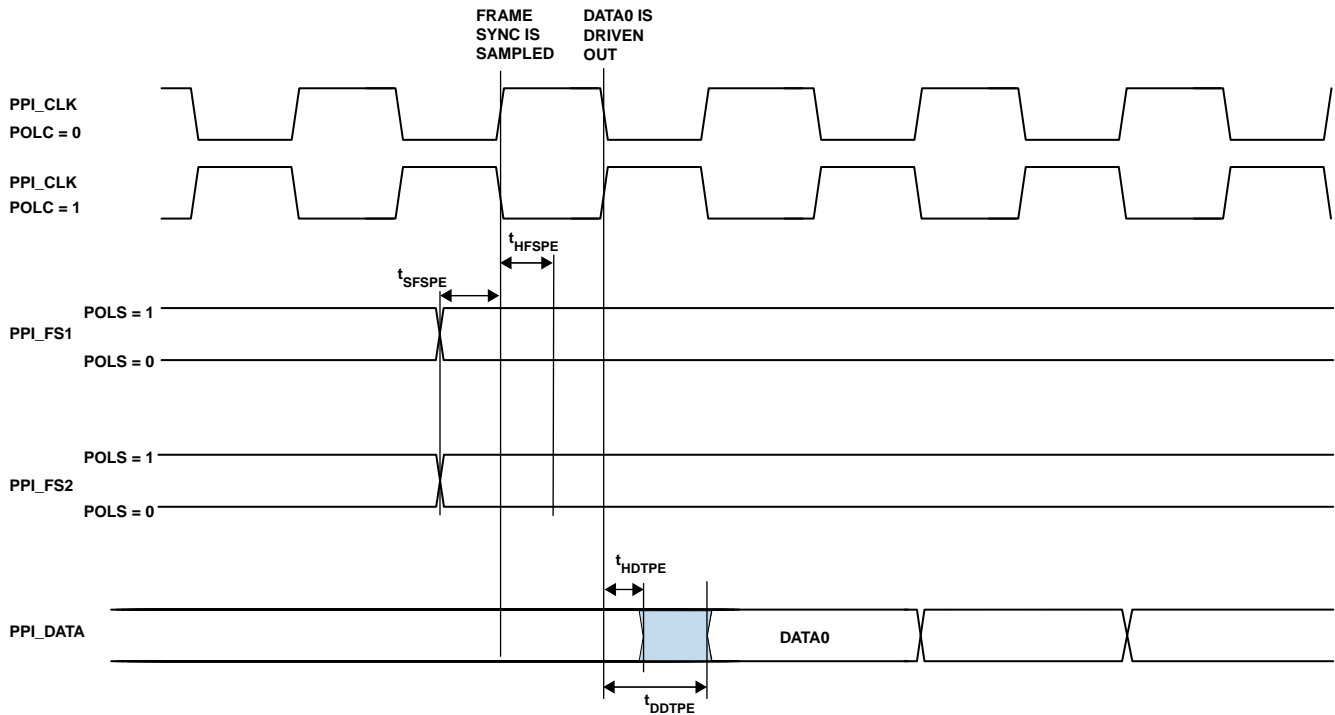 FRAME
SYNC IS
SAMPLED
DATA0 IS
DRIVEN
OUT
PPI_CLK
POLC = 0
PPI_CLK
POLC = 1
tHFSPE
tSFSPE
POLS = 1
PPI_FS1
POLS = 0
POLS = 1
PPI_FS2
POLS = 0
tHDTPE
PPI_DATA
DATA0
tDDTPE